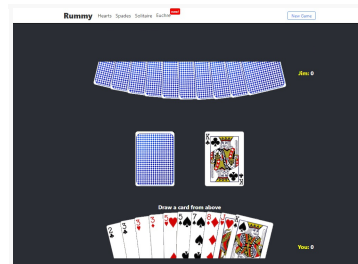 Rummy Hearts Spades Solitaire Euchre new! New Game
Jim: 0
K
K
Draw a card from above
You: 0